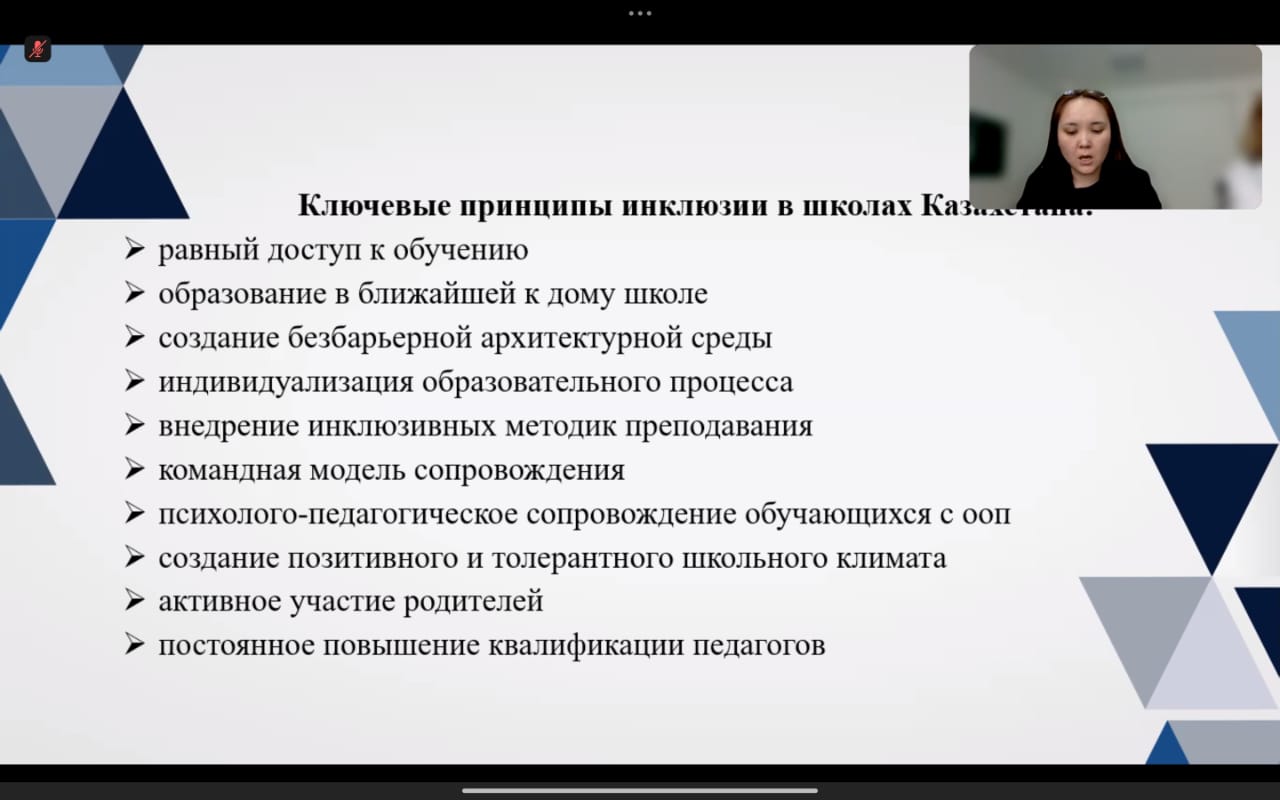 Ключевые принципы инклюзии в школах Казахстана:
равный доступ к обучению
образование в ближайшей к дому школе
создание безбарьерной архитектурной среды
индивидуализация образовательного процесса
внедрение инклюзивных методик преподавания
командная модель сопровождения
психолого-педагогическое сопровождение обучающихся с ооп
создание позитивного и толерантного школьного климата
активное участие родителей
постоянное повышение квалификации педагогов